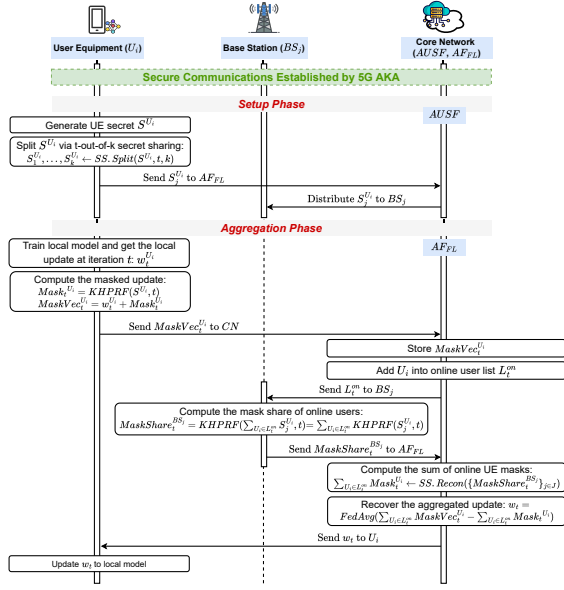 User Equipment (U_i)
Base Station (BS_j)
Core Network
(AUSF, AF_FL)
Secure Communications Established by 5G AKA
Setup Phase
Generate UE secret S^{U_i}
AUSF
Split S^{U_i} via t-out-of-k secret sharing:
S_1^{U_i}, . . . , S_k^{U_i} ← SS.Split(S^{U_i}, t, k)
Send S_j^{U_i} to AF_FL
Distribute S_j^{U_i} to BS_j
Aggregation Phase
Train local model and get the local
update at iteration t: w_t^{U_i}
AF_FL
Compute the masked update:
Mask_t^{U_i} = KHPRF(S^{U_i}, t)
MaskVec_t^{U_i} = w_t^{U_i} + Mask_t^{U_i}
Send MaskVec_t^{U_i} to CN
Store MaskVec_t^{U_i}
Add U_i into online user list L_t^{on}
Send L_t^{on} to BS_j
Compute the mask share of online users:
MaskShare_t^{BS_j} = KHPRF(∑_{U_i∈L_t^{on}} S_j^{U_i}, t) = ∑_{U_i∈L_t^{on}} KHPRF(S_j^{U_i}, t)
Send MaskShare_t^{BS_j} to AF_FL
Compute the sum of online UE masks:
∑_{U_i∈L_t^{on}} Mask_t^{U_i} ← SS.Recon({MaskShare_t^{BS_j}}_{j∈J})
Recover the aggregated update: w_t =
FedAvg(∑_{U_i∈L_t^{on}} MaskVec_t^{U_i} − ∑_{U_i∈L_t^{on}} Mask_t^{U_i})
Send w_t to U_i
Update w_t to local model